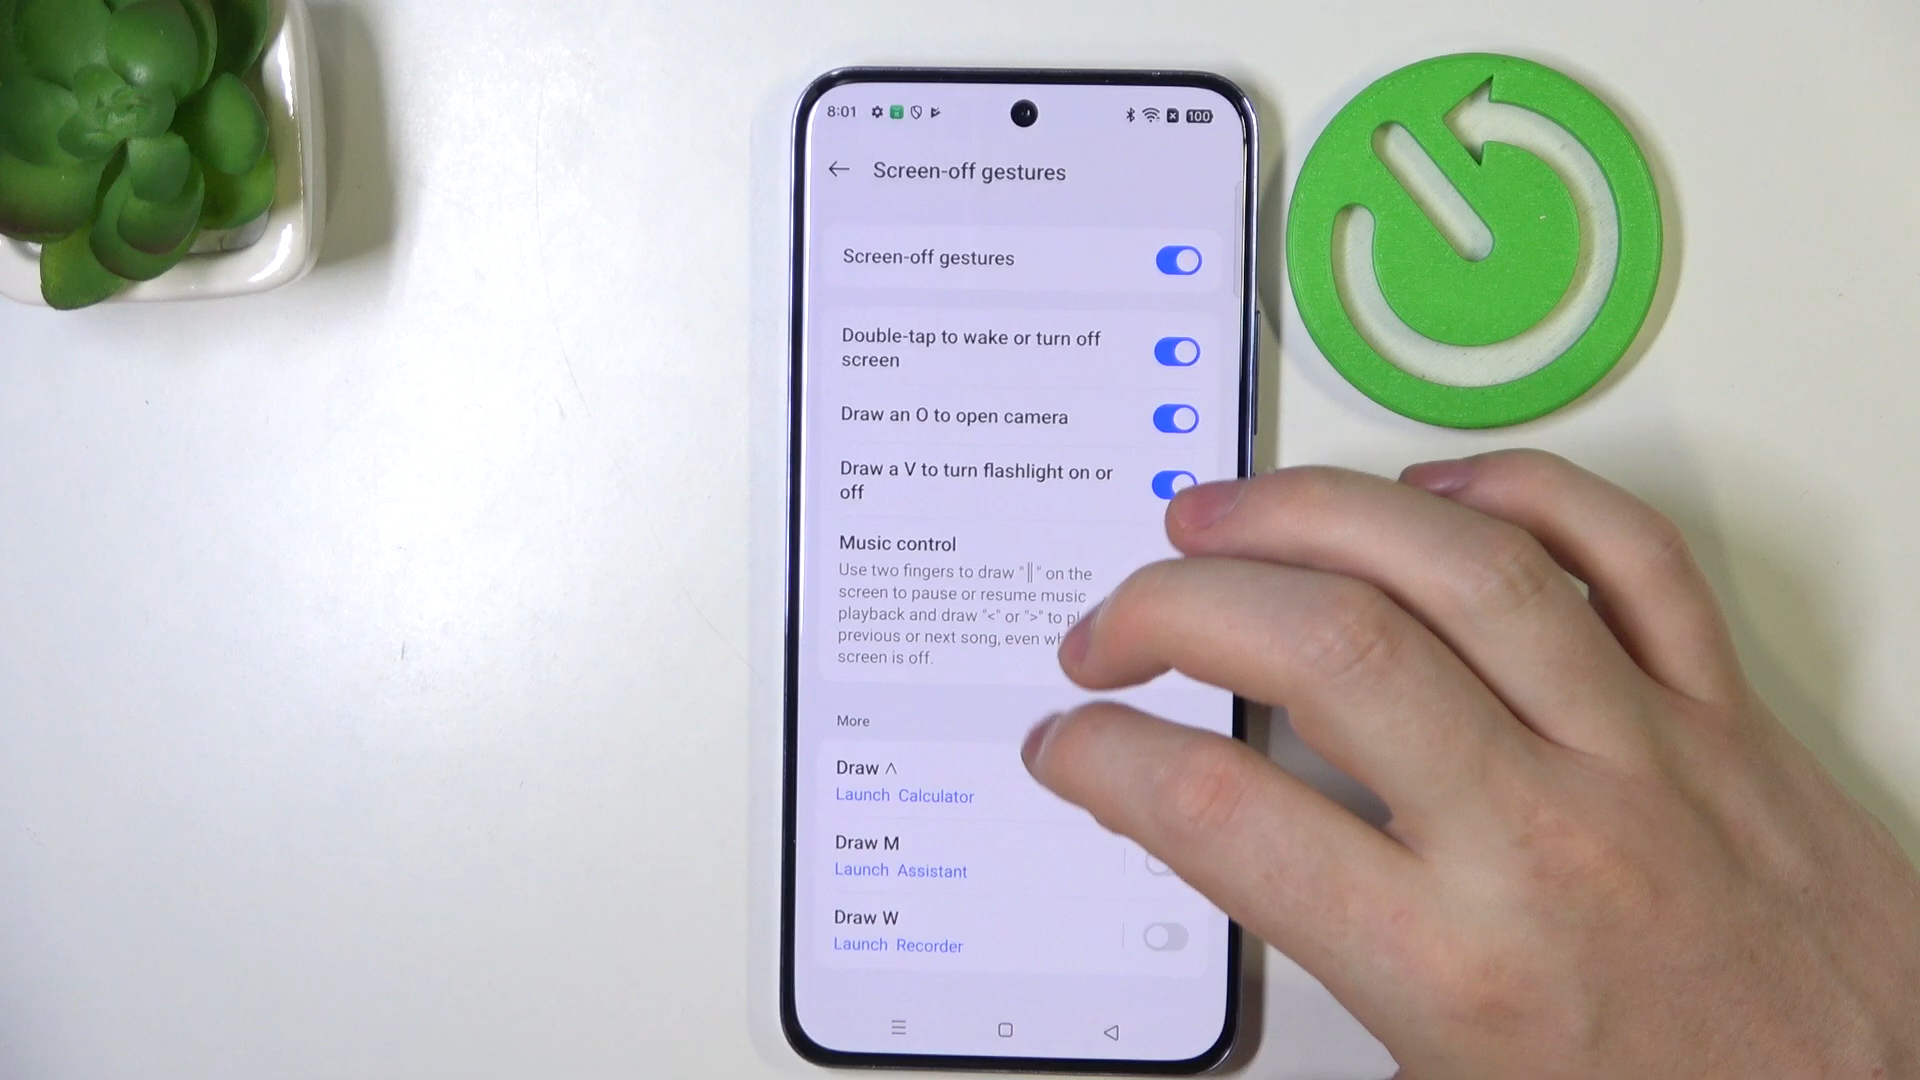 8:01
100
Screen-off gestures
Screen-off gestures
Double-tap to wake or turn off
screen
Draw an O to open camera
Draw a V to turn flashlight on or
off
Music control
Use two fingers to draw "||" on the
screen to pause or resume music
playback and draw "<" or ">" to
previous or next song, even
screen is off.
More
Draw ∧
Launch Calculator
Draw M
Launch Assistant
Draw W
Launch Recorder